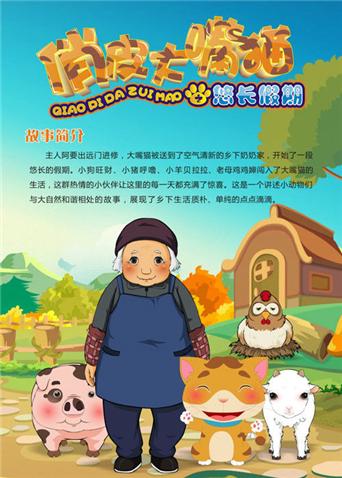 俏皮大嘴猫
QIAO DI DA ZUI MAO 悠长假期
故事简介
主人阿要出远门进修，大嘴猫被送到了空气清新的乡下奶奶家，开始了一段
悠长的假期。小狗旺财、小猪呼噜、小羊贝拉拉、老母鸡鸡婶闯入了大嘴猫的
生活，这群热情的小伙伴让这里的每一天都充满了惊喜。这是一个讲述小动物们
与大自然和谐相处的故事，展现了乡下生活质朴、单纯的点点滴滴。